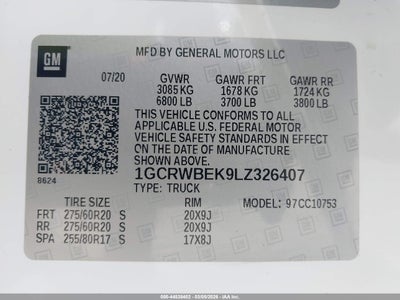 GM
MFD BY GENERAL MOTORS LLC
07/20 GVWR GAWR FRT GAWR RR
3085 KG 1678 KG 1724 KG
6800 LB 3700 LB 3800 LB
THIS VEHICLE CONFORMS TO ALL
APPLICABLE U.S. FEDERAL MOTOR
VEHICLE SAFETY STANDARDS IN
EFFECT ON THE DATE OF
MANUFACTURE SHOWN ABOVE.
8624
1GCRWBEK9LZ326407
TYPE: TRUCK MODEL: 97CC10753
RIM
FRT 275/60R20 S 20X9J
RR 275/60R20 S 20X9J
SPA 255/80R17 S 17X8J